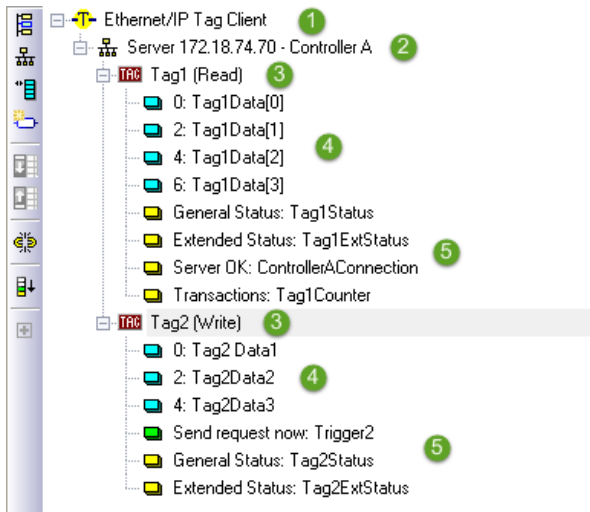 Ethernet/IP Tag Client 1
Server 172.18.74.70 - Controller A 2
TAG Tag1 (Read) 3
0: Tag1Data[0]
2: Tag1Data[1]
4: Tag1Data[2] 4
6: Tag1Data[3]
General Status: Tag1Status
Extended Status: Tag1ExtStatus 5
Server OK: ControllerAConnection
Transactions: Tag1Counter
TAG Tag2 (Write) 3
0: Tag2 Data1
2: Tag2Data2 4
4: Tag2Data3
Send request now: Trigger2 5
General Status: Tag2Status
Extended Status: Tag2ExtStatus